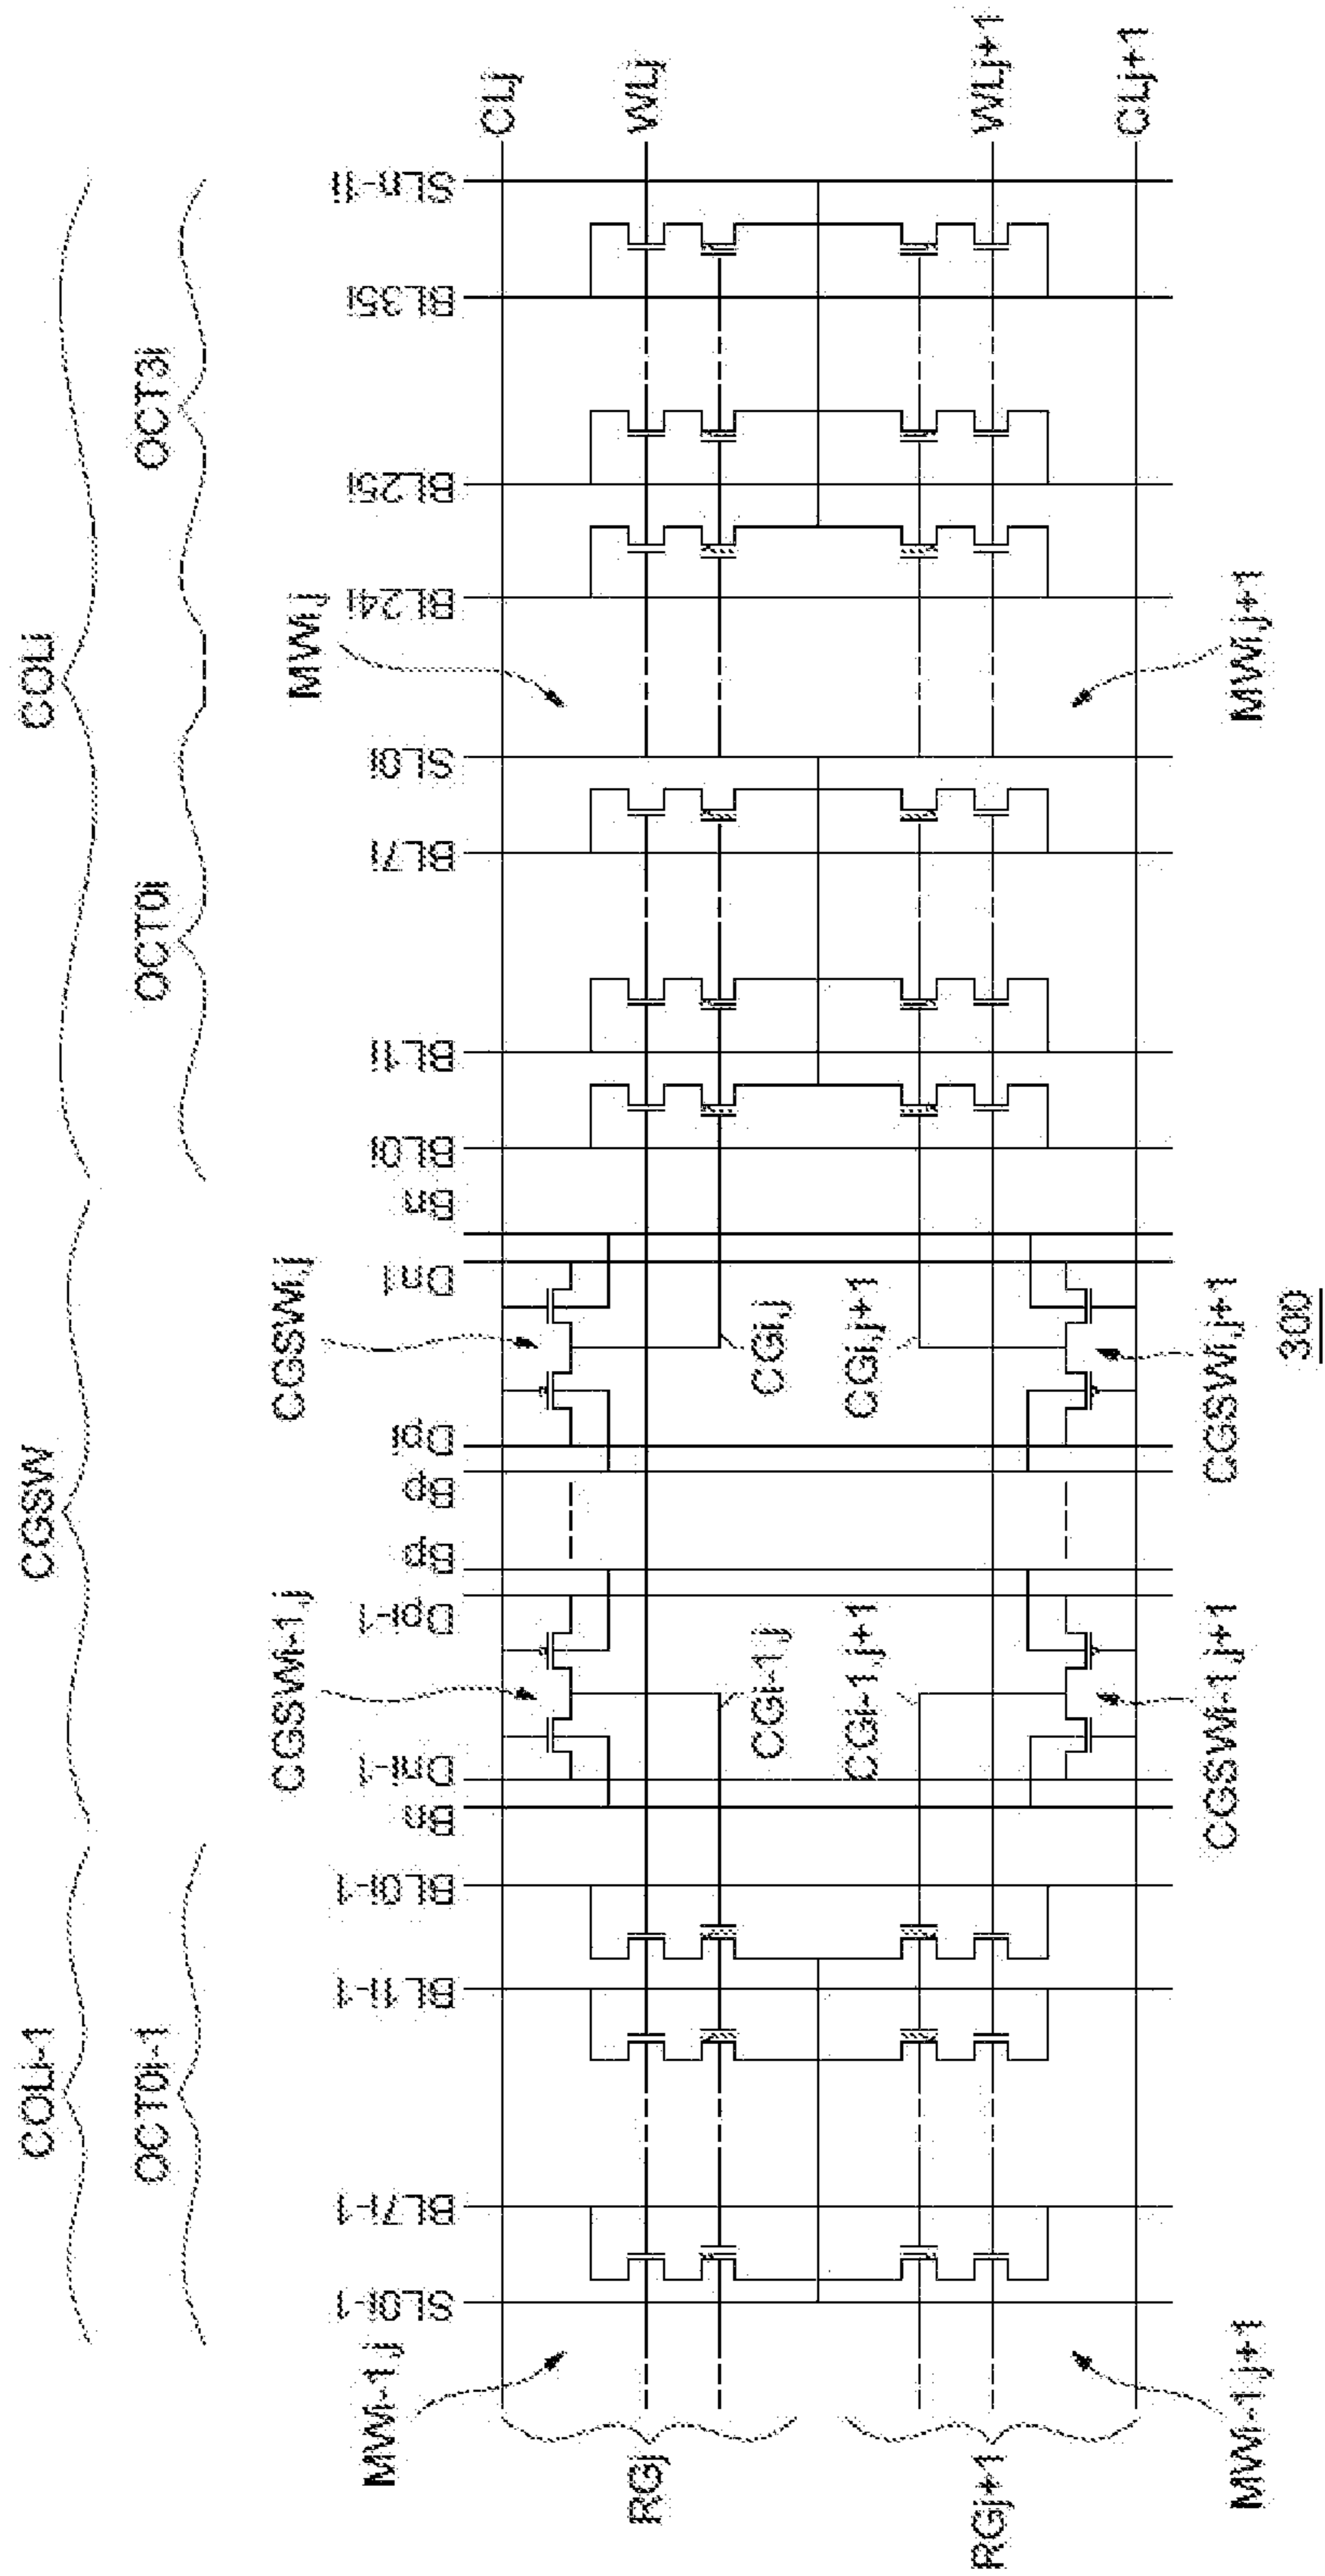 COLi-1
CGSW
COLi
OCT0i-1
OCT0i
OCT3i
MWi-1,j
CGSWi-1,j
CGSWi,j
MWi,j
SL0i-1
BL7i-1
BL1i-1
BL0i-1
Bn
Dni-1
Dpi-1
Bp
Bp
Dpi
Dn1
Bn
BL0i
BL1i
BL7i
SL0i
BL24i
BL25i
BL35i
SLn-1i
CLj
RGj
WLj
CGi-1,j
CGi,j
CGi-1,j+1
CGi,j+1
RGj+1
WLj+1
CLj+1
MWi-1,j+1
CGSWi-1,j+1
CGSWi,j+1
MWi,j+1
300